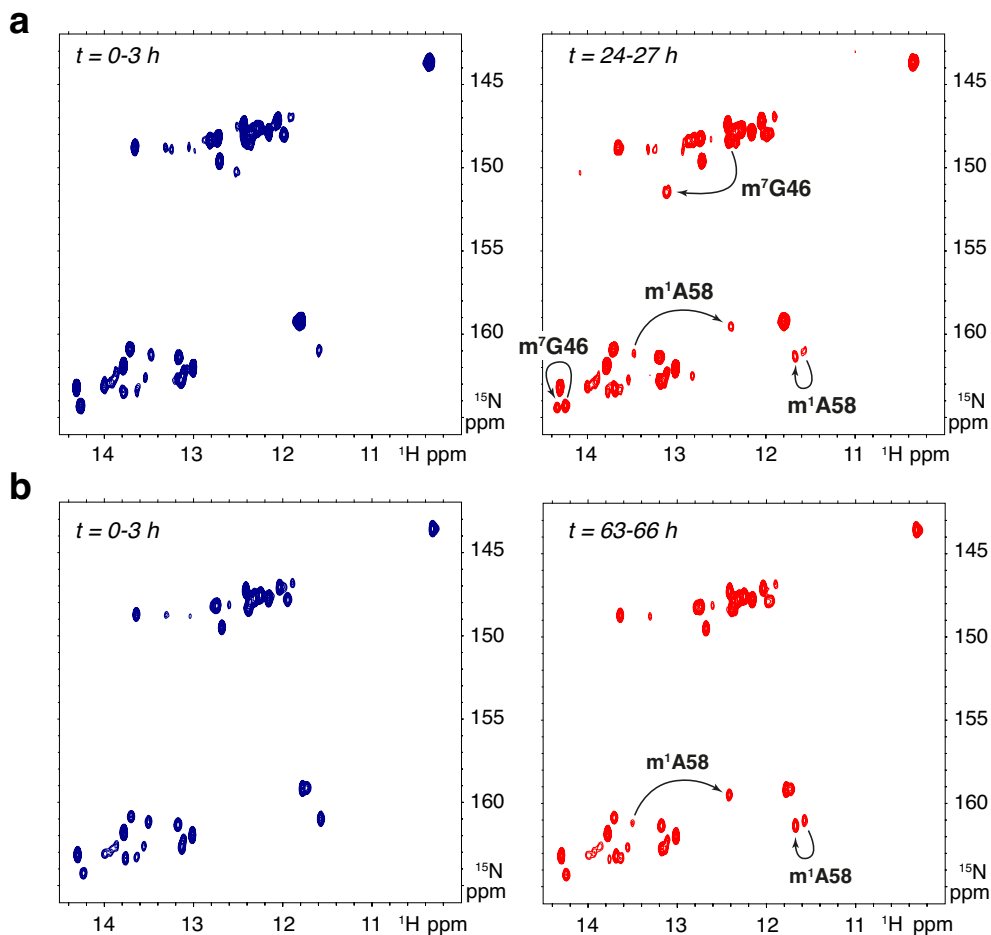 a
t = 0-3 h
t = 24-27 h
145
145
150
150
m⁷G46
155
155
m¹A58
160
160
m⁷G46
m¹A58
¹⁵N
ppm
¹⁵N
ppm
14 13 12 11 ¹H ppm
14 13 12 11 ¹H ppm
b
t = 0-3 h
t = 63-66 h
145
145
150
150
155
155
m¹A58
160
160
m¹A58
¹⁵N
ppm
¹⁵N
ppm
14 13 12 11 ¹H ppm
14 13 12 11 ¹H ppm